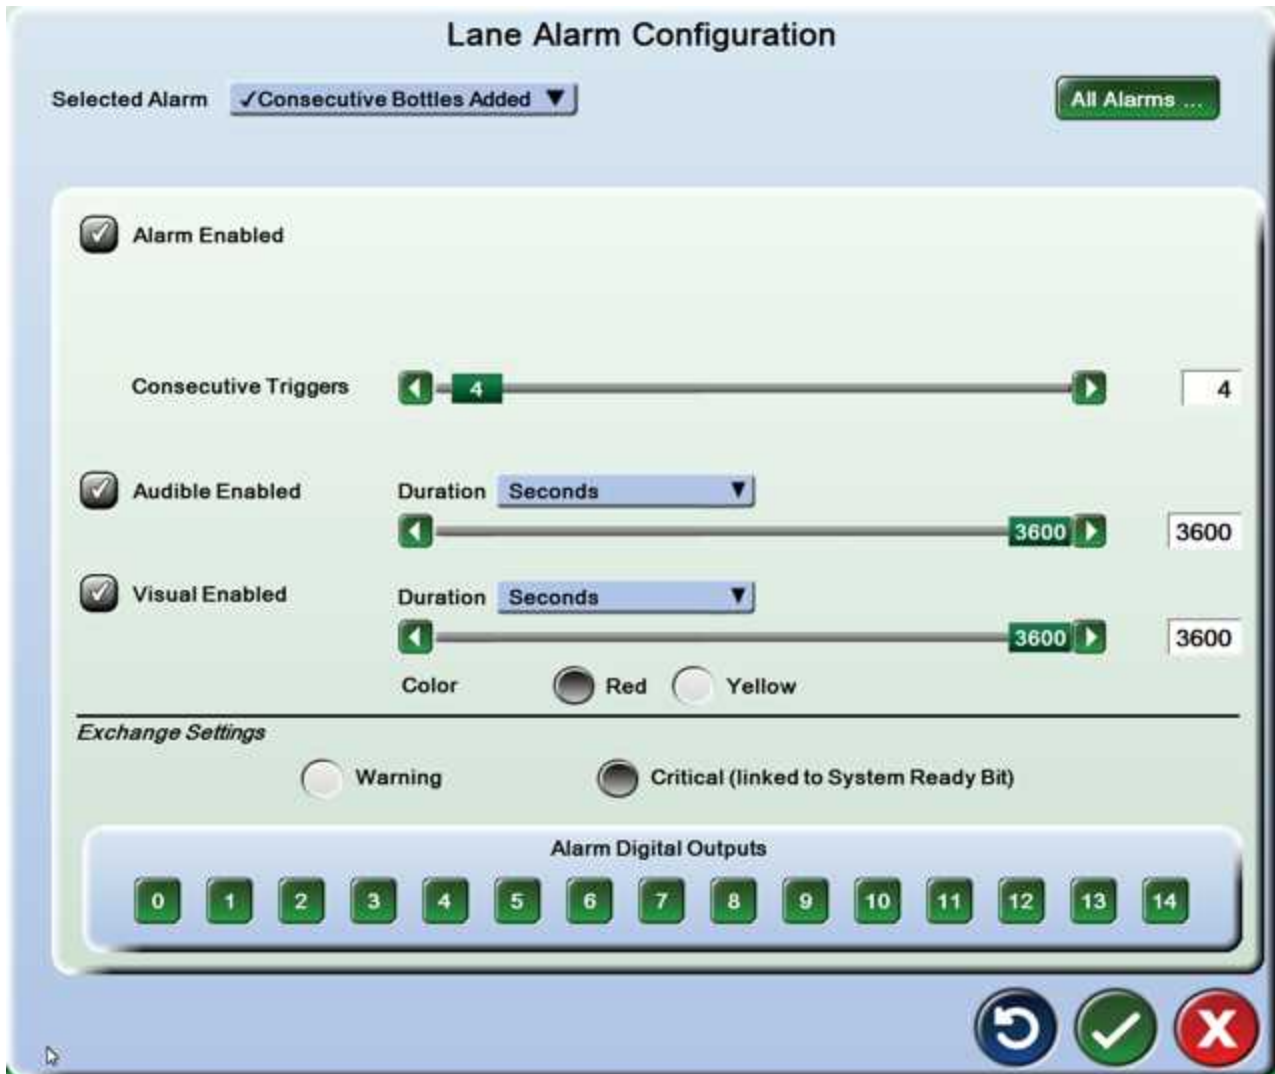 Lane Alarm Configuration
Selected Alarm ✓Consecutive Bottles Added ▼ All Alarms ...
Alarm Enabled
Consecutive Triggers 4 4
Audible Enabled Duration Seconds ▼
3600 3600
Visual Enabled Duration Seconds ▼
3600 3600
Color Red Yellow
Exchange Settings
Warning Critical (linked to System Ready Bit)
Alarm Digital Outputs
0 1 2 3 4 5 6 7 8 9 10 11 12 13 14